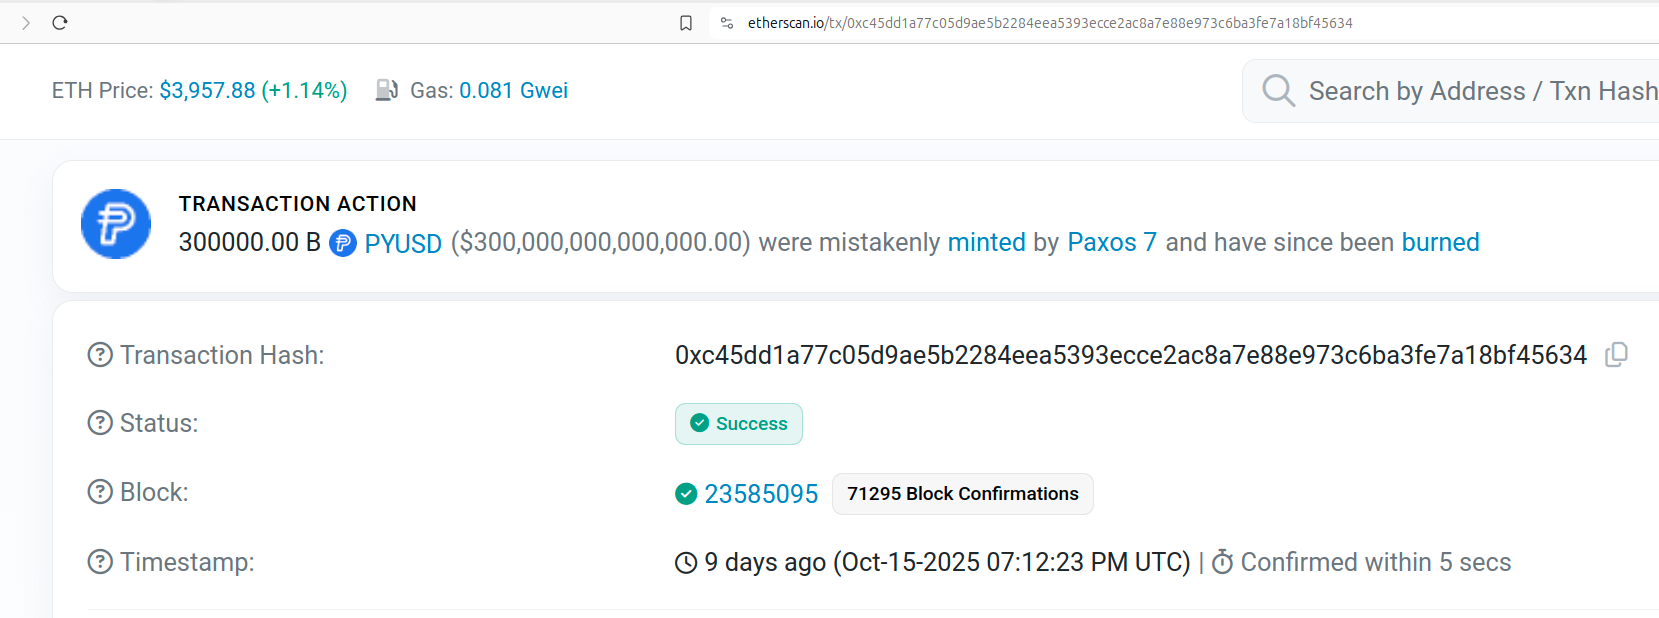 etherscan.io/tx/0xc45dd1a77c05d9ae5b2284eea5393ecce2ac8a7e88e973c6ba3fe7a18bf45634
ETH Price: $3,957.88 (+1.14%) Gas: 0.081 Gwei
Search by Address / Txn Hash
TRANSACTION ACTION
300000.00 B PYUSD ($300,000,000,000,000.00) were mistakenly minted by Paxos 7 and have since been burned
Transaction Hash: 0xc45dd1a77c05d9ae5b2284eea5393ecce2ac8a7e88e973c6ba3fe7a18bf45634
Status: Success
Block: 23585095 71295 Block Confirmations
Timestamp: 9 days ago (Oct-15-2025 07:12:23 PM UTC) | Confirmed within 5 secs